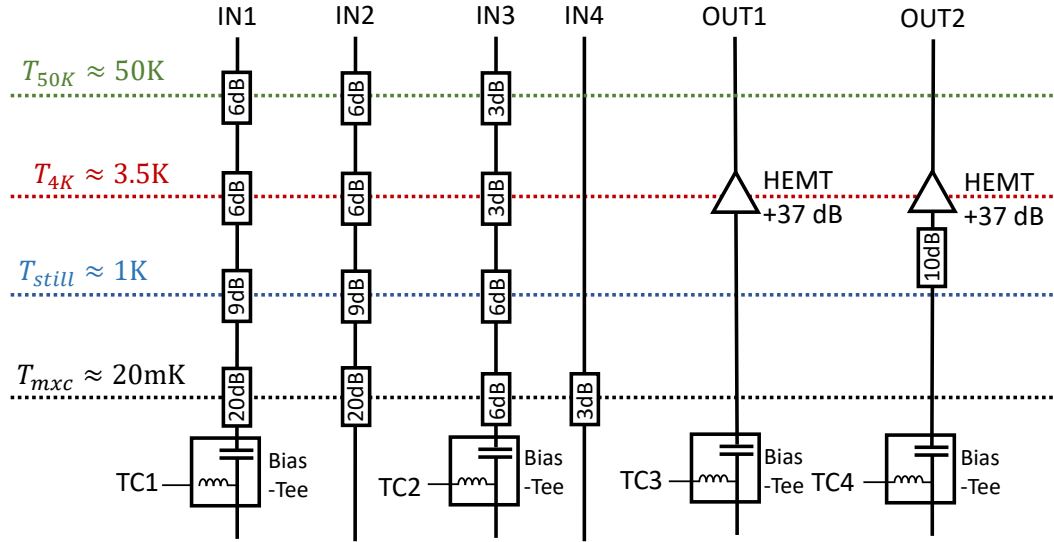 IN1 IN2 IN3 IN4 OUT1 OUT2
T50K ≈ 50K
6dB 6dB 3dB
T4K ≈ 3.5K
6dB 6dB 3dB
HEMT
+37 dB
HEMT
+37 dB
10dB
Tstill ≈ 1K
9dB 9dB 6dB
Tmxc ≈ 20mK
20dB 20dB 6dB 3dB
TC1
Bias
-Tee
TC2
Bias
-Tee
TC3
Bias
-Tee
TC4
Bias
-Tee